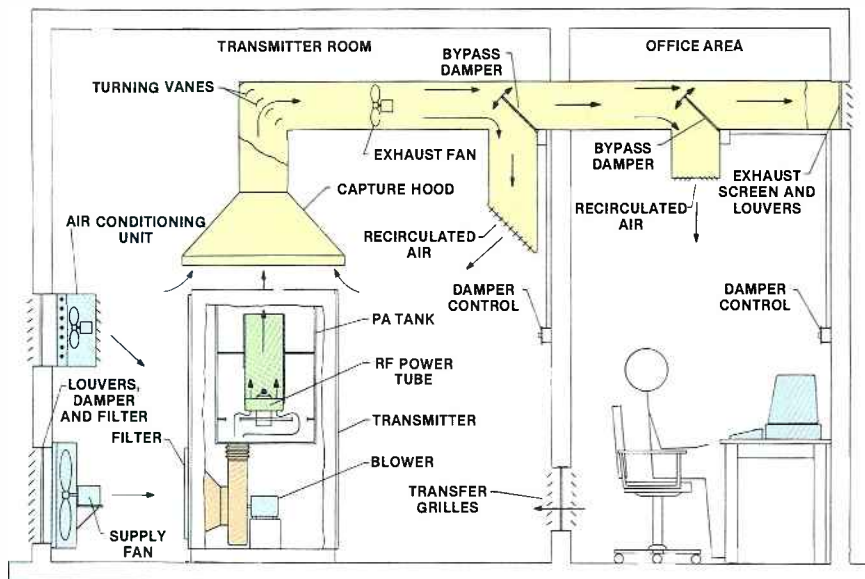 TRANSMITTER ROOM
OFFICE AREA
BYPASS
DAMPER
TURNING VANES
EXHAUST FAN
BYPASS
DAMPER
EXHAUST
SCREEN AND
LOUVERS
CAPTURE HOOD
RECIRCULATED
AIR
AIR CONDITIONING
UNIT
RECIRCULATED
AIR
DAMPER
CONTROL
DAMPER
CONTROL
PA TANK
RF POWER
TUBE
LOUVERS,
DAMPER
AND FILTER
TRANSMITTER
FILTER
BLOWER
TRANSFER
GRILLES
SUPPLY
FAN